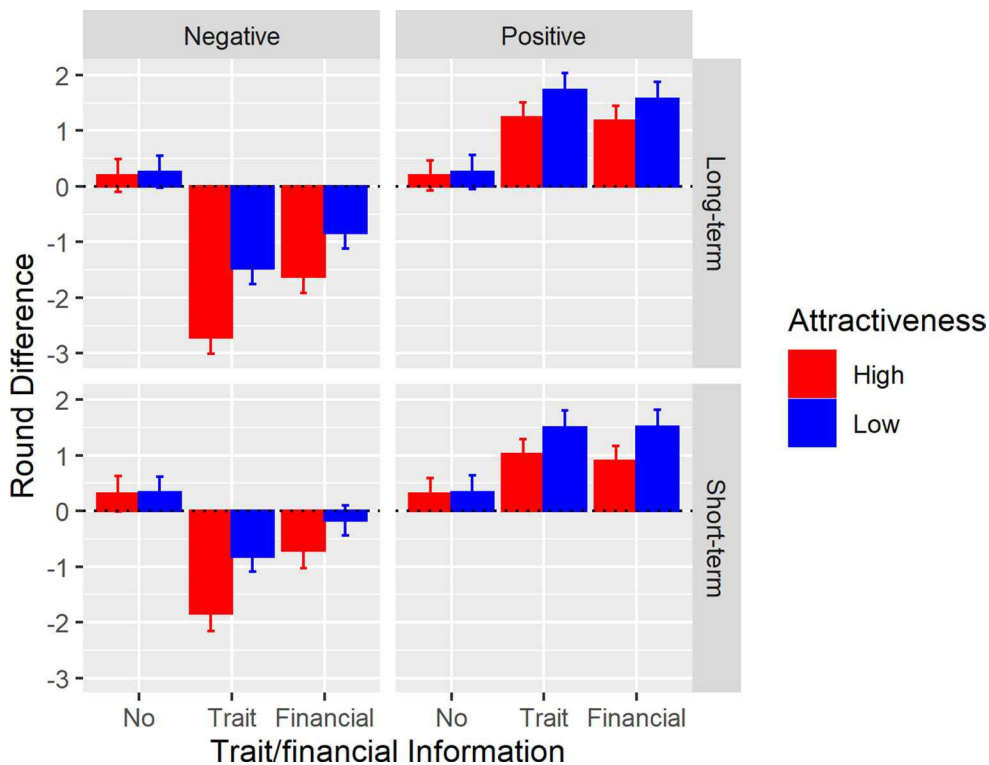 Negative
Positive
2
1
0
-1
-2
-3
Long-term
2
1
0
-1
-2
-3
Short-term
Round Difference
No
Trait
Financial
No
Trait
Financial
Trait/financial Information
Attractiveness
High
Low